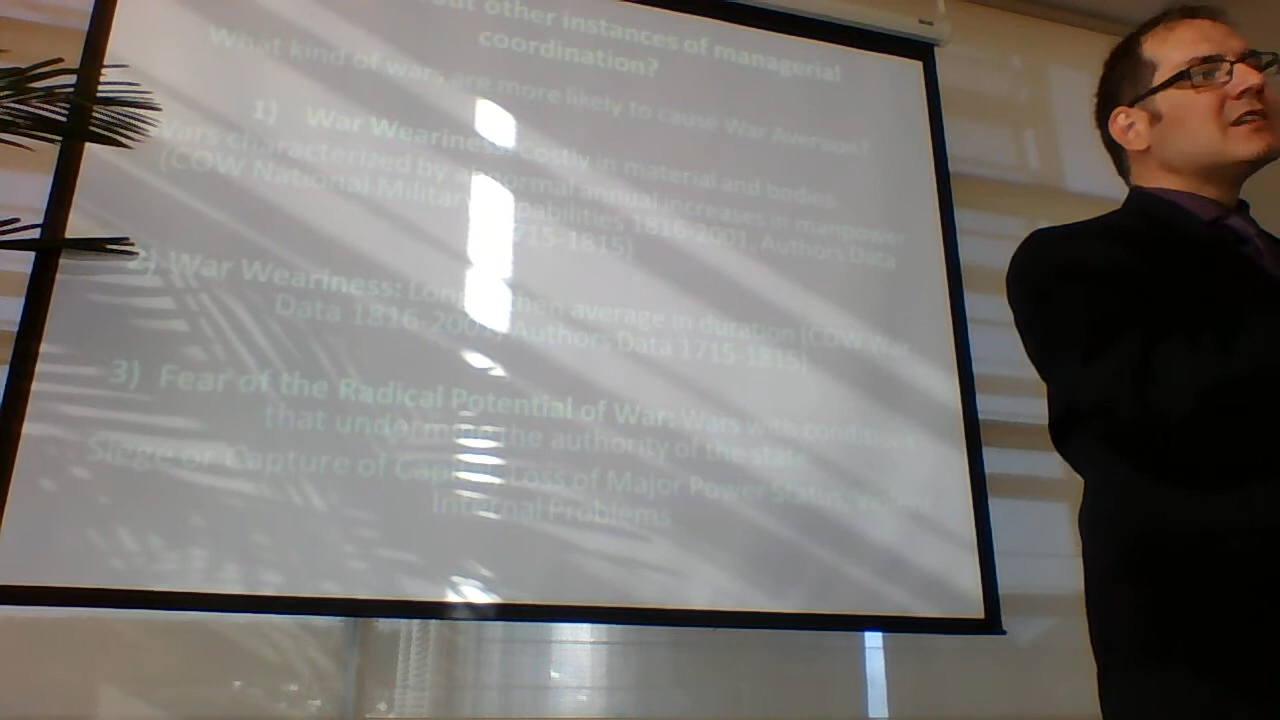 out other instances of managerial
coordination?
What kind of wars are more likely to cause War Aversion?
1) War Weariness: Costly in material and bodies
Wars characterized by abnormal annual increases in manpower
(COW National Military Capabilities 1816-2001, Authors Data
1715-1815)
2) War Weariness: Longer then average in duration (COW War
Data 1816-2001, Authors Data 1715-1815)
3) Fear of the Radical Potential of War: Wars with
that undermine the authority of the state
Siege or Capture of Capital, Loss of Major Power Status,
Internal Problems